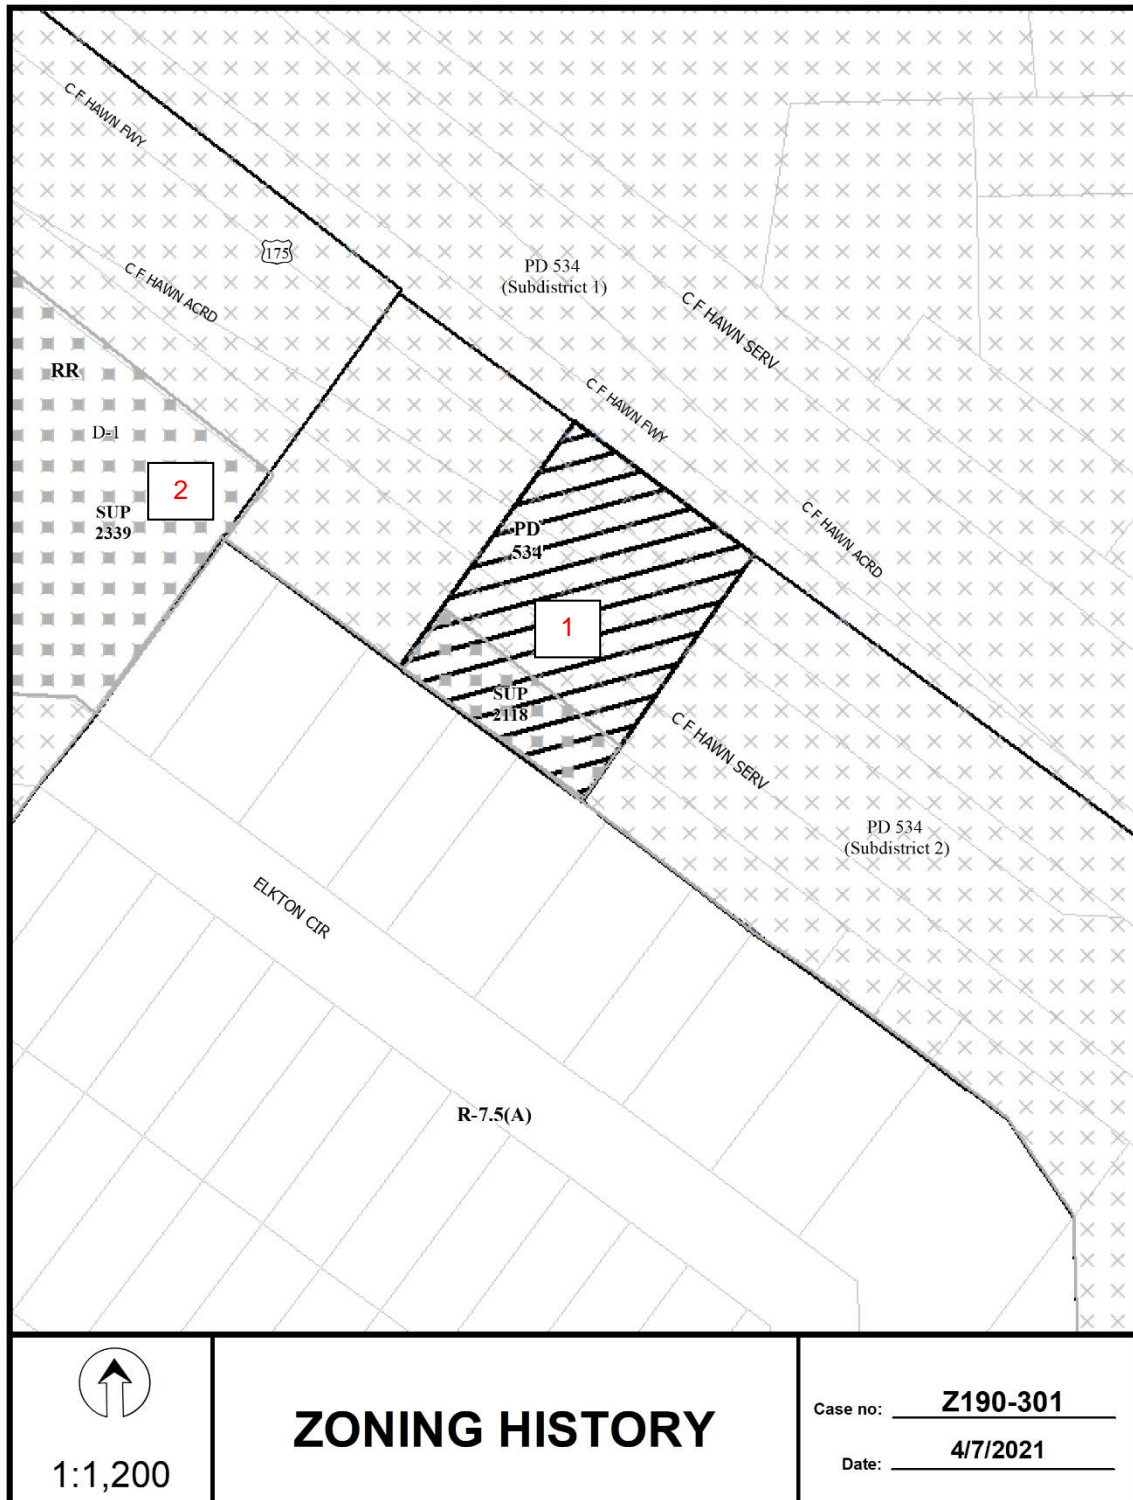 C F HAWN FWY
175
C F HAWN ACRD
PD 534
(Subdistrict 1)
C F HAWN SERV
RR
C F HAWN FWY
D-1
2
SUP
2339
PD
534
C F HAWN ACRD
1
SUP
2118
C F HAWN SERV
PD 534
(Subdistrict 2)
ELKTON CIR
R-7.5(A)
1:1,200
ZONING HISTORY
Case no: Z190-301
Date: 4/7/2021